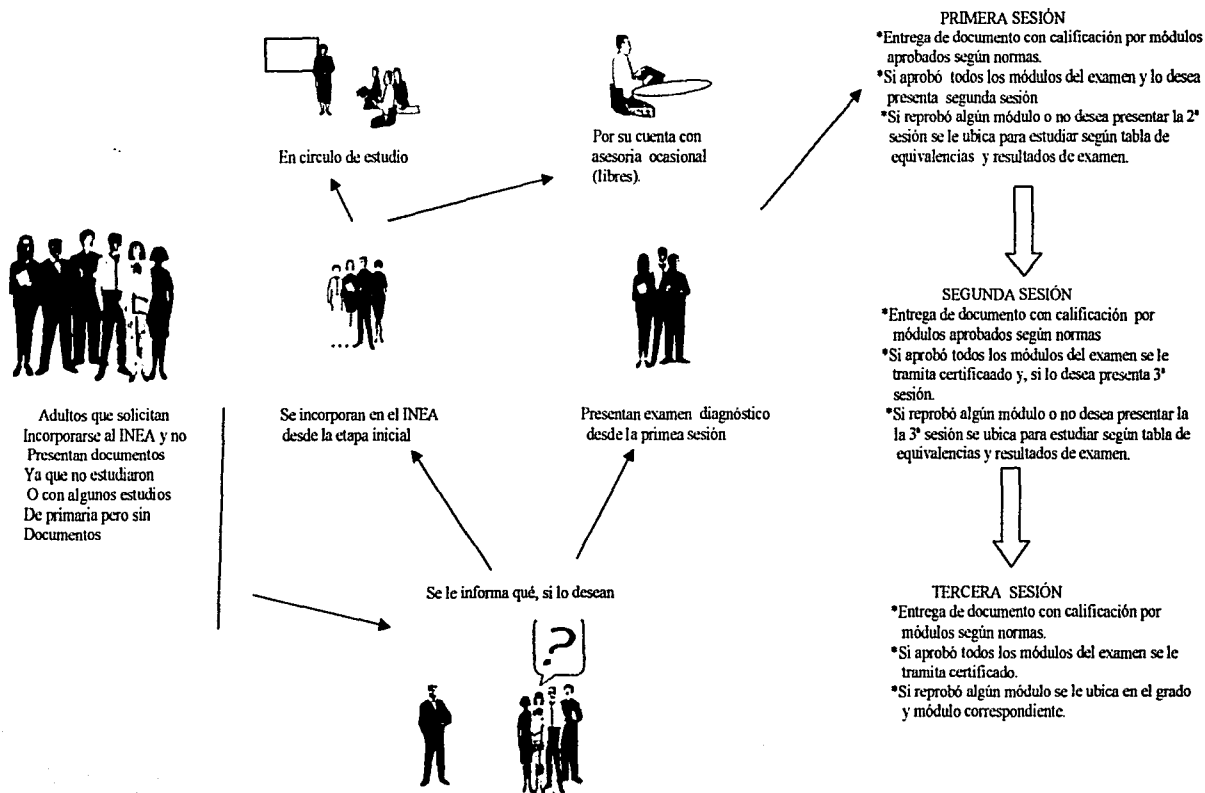 Adultos que solicitan
Incorporarse al INEA y no
Presentan documentos
Ya que no estudiaron
O con algunos estudios
De primaria pero sin
Documentos
Se le informa qué, si lo desean
?
Se incorporan en el INEA
desde la etapa inicial
En circulo de estudio
Por su cuenta con
asesoria ocasional
(libres).
Presentan examen diagnóstico
desde la primea sesión
PRIMERA SESIÓN
*Entrega de documento con calificación por módulos
aprobados según normas.
*Si aprobó todos los módulos del examen y lo desea
presenta segunda sesión
*Si reprobó algún módulo o no desea presentar la 2ª
sesión se le ubica para estudiar según tabla de
equivalencias y resultados de examen.
SEGUNDA SESIÓN
*Entrega de documento con calificación por
módulos aprobados según normas
*Si aprobó todos los módulos del examen se le
tramita certificaado y, si lo desea presenta 3ª
sesión.
*Si reprobó algún módulo o no desea presentar la
la 3ª sesión se ubica para estudiar según tabla de
equivalencias y resultados de examen.
TERCERA SESIÓN
*Entrega de documento con calificación por
módulos según normas.
*Si aprobó todos los módulos del examen se le
tramita certificado.
*Si reprobó algún módulo se le ubica en el grado
y módulo correspondiente.